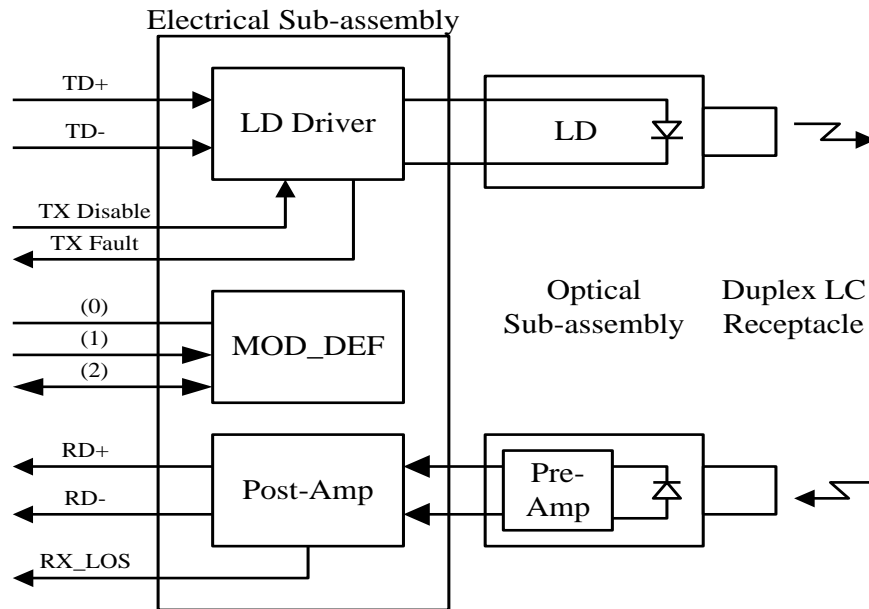 Electrical Sub-assembly
TD+
TD-
LD Driver
LD
TX Disable
TX Fault
(0)
(1)
(2)
MOD_DEF
Optical
Sub-assembly
Duplex LC
Receptacle
RD+
RD-
RX_LOS
Post-Amp
Pre-
Amp